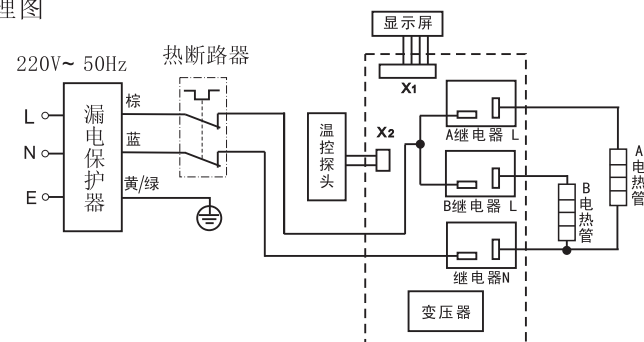 理图
显示屏
热断路器
220V~ 50Hz
X1
L
棕
漏电保护器
温控探头
X2
A继电器 L
N
蓝
A电热管
E
黄/绿
B继电器 L
B电热管
继电器N
变压器